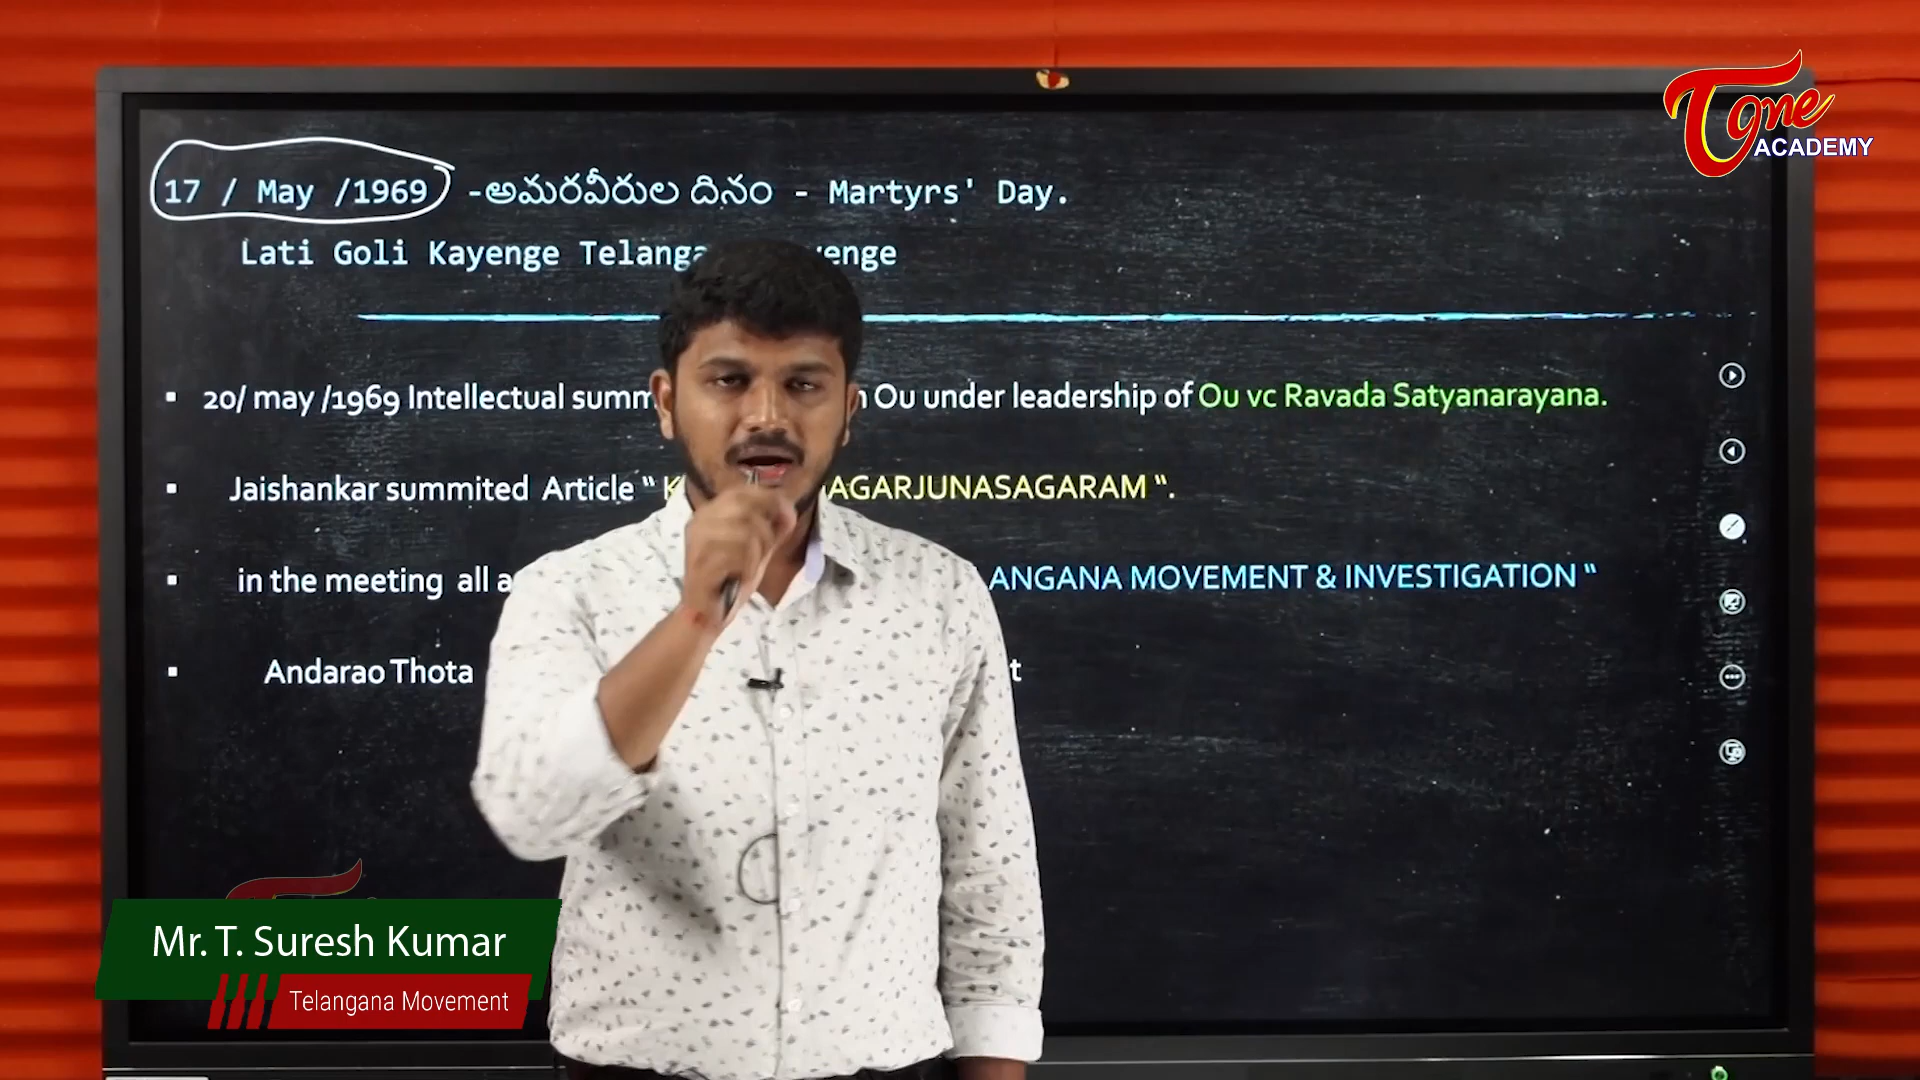 Tone
ACADEMY
17 / May /1969 -అమరవీరుల దినం - Martyrs' Day.
Lati Goli Kayenge enge
▪ 20/ may /1969 Intellectual Ou under leadership of Ou vc Ravada Satyanarayana.
▪ Jaishankar summited Article “ AGARJUNASAGARAM “.
▪ in the meeting all ANGANA MOVEMENT & INVESTIGATION “
▪ Andarao Thota t
Mr. T. Suresh Kumar
Telangana Movement